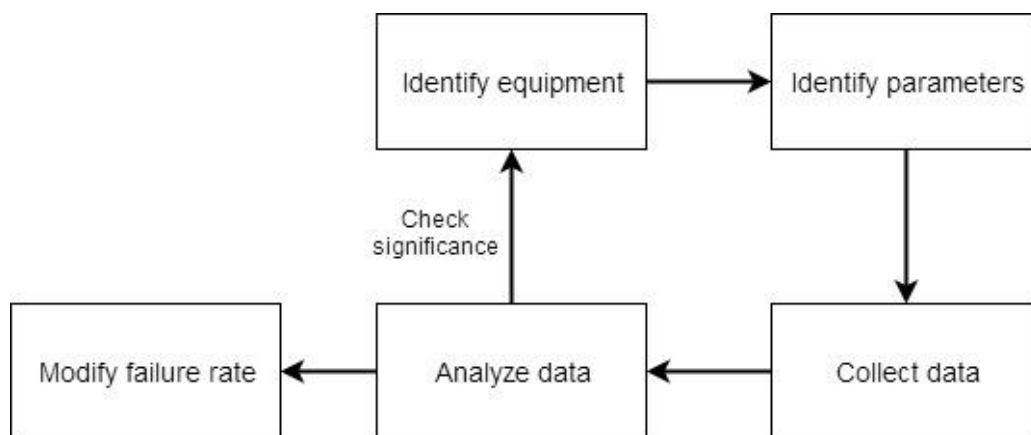 Identify equipment
Identify parameters
Check
significance
Modify failure rate
Analyze data
Collect data